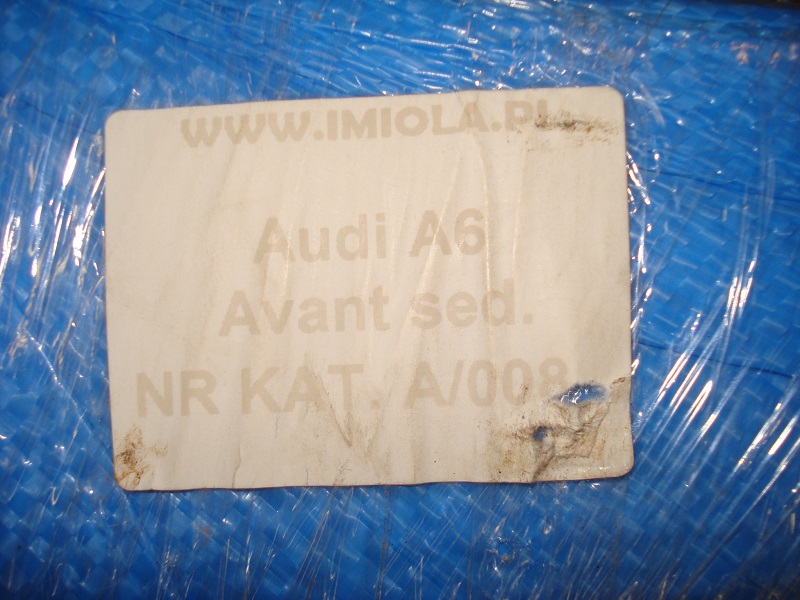 WWW.IMIOLA.PL
Audi A6
Avant sed.
NR KAT. A/008